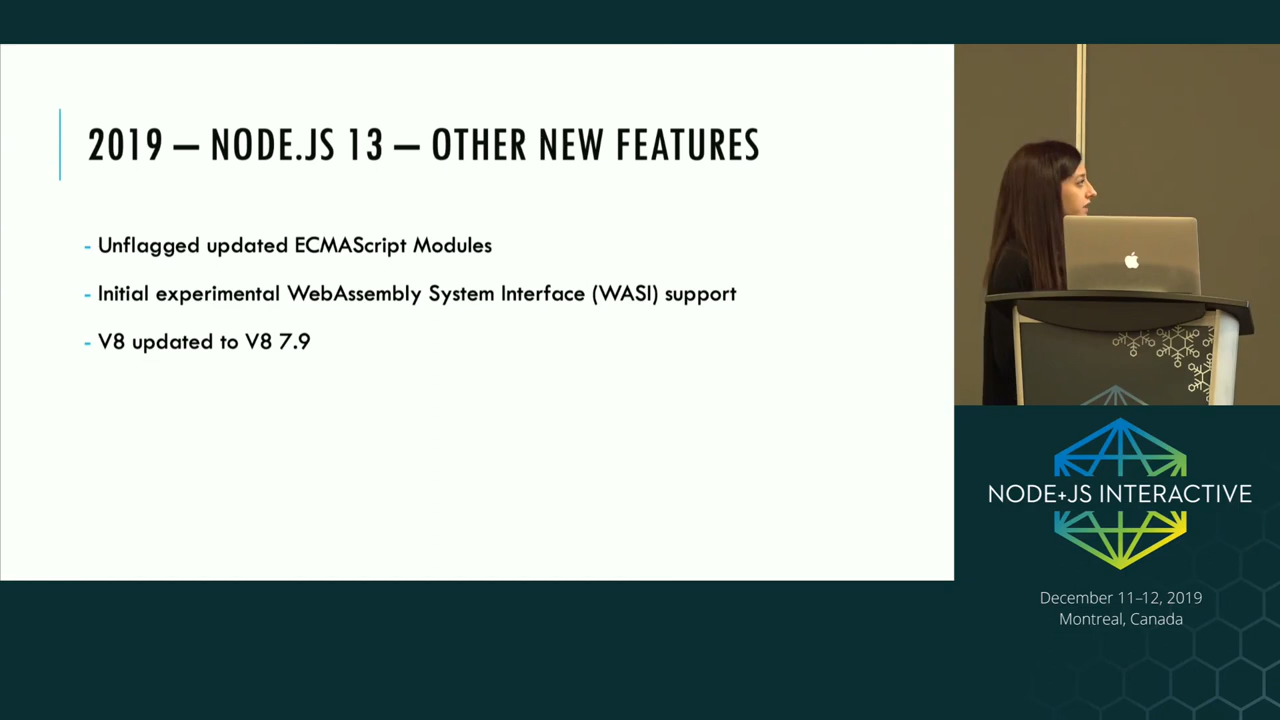 2019 — NODE.JS 13 — OTHER NEW FEATURES
- Unflagged updated ECMAScript Modules
- Initial experimental WebAssembly System Interface (WASI) support
- V8 updated to V8 7.9
NODE+JS INTERACTIVE
December 11–12, 2019
Montreal, Canada